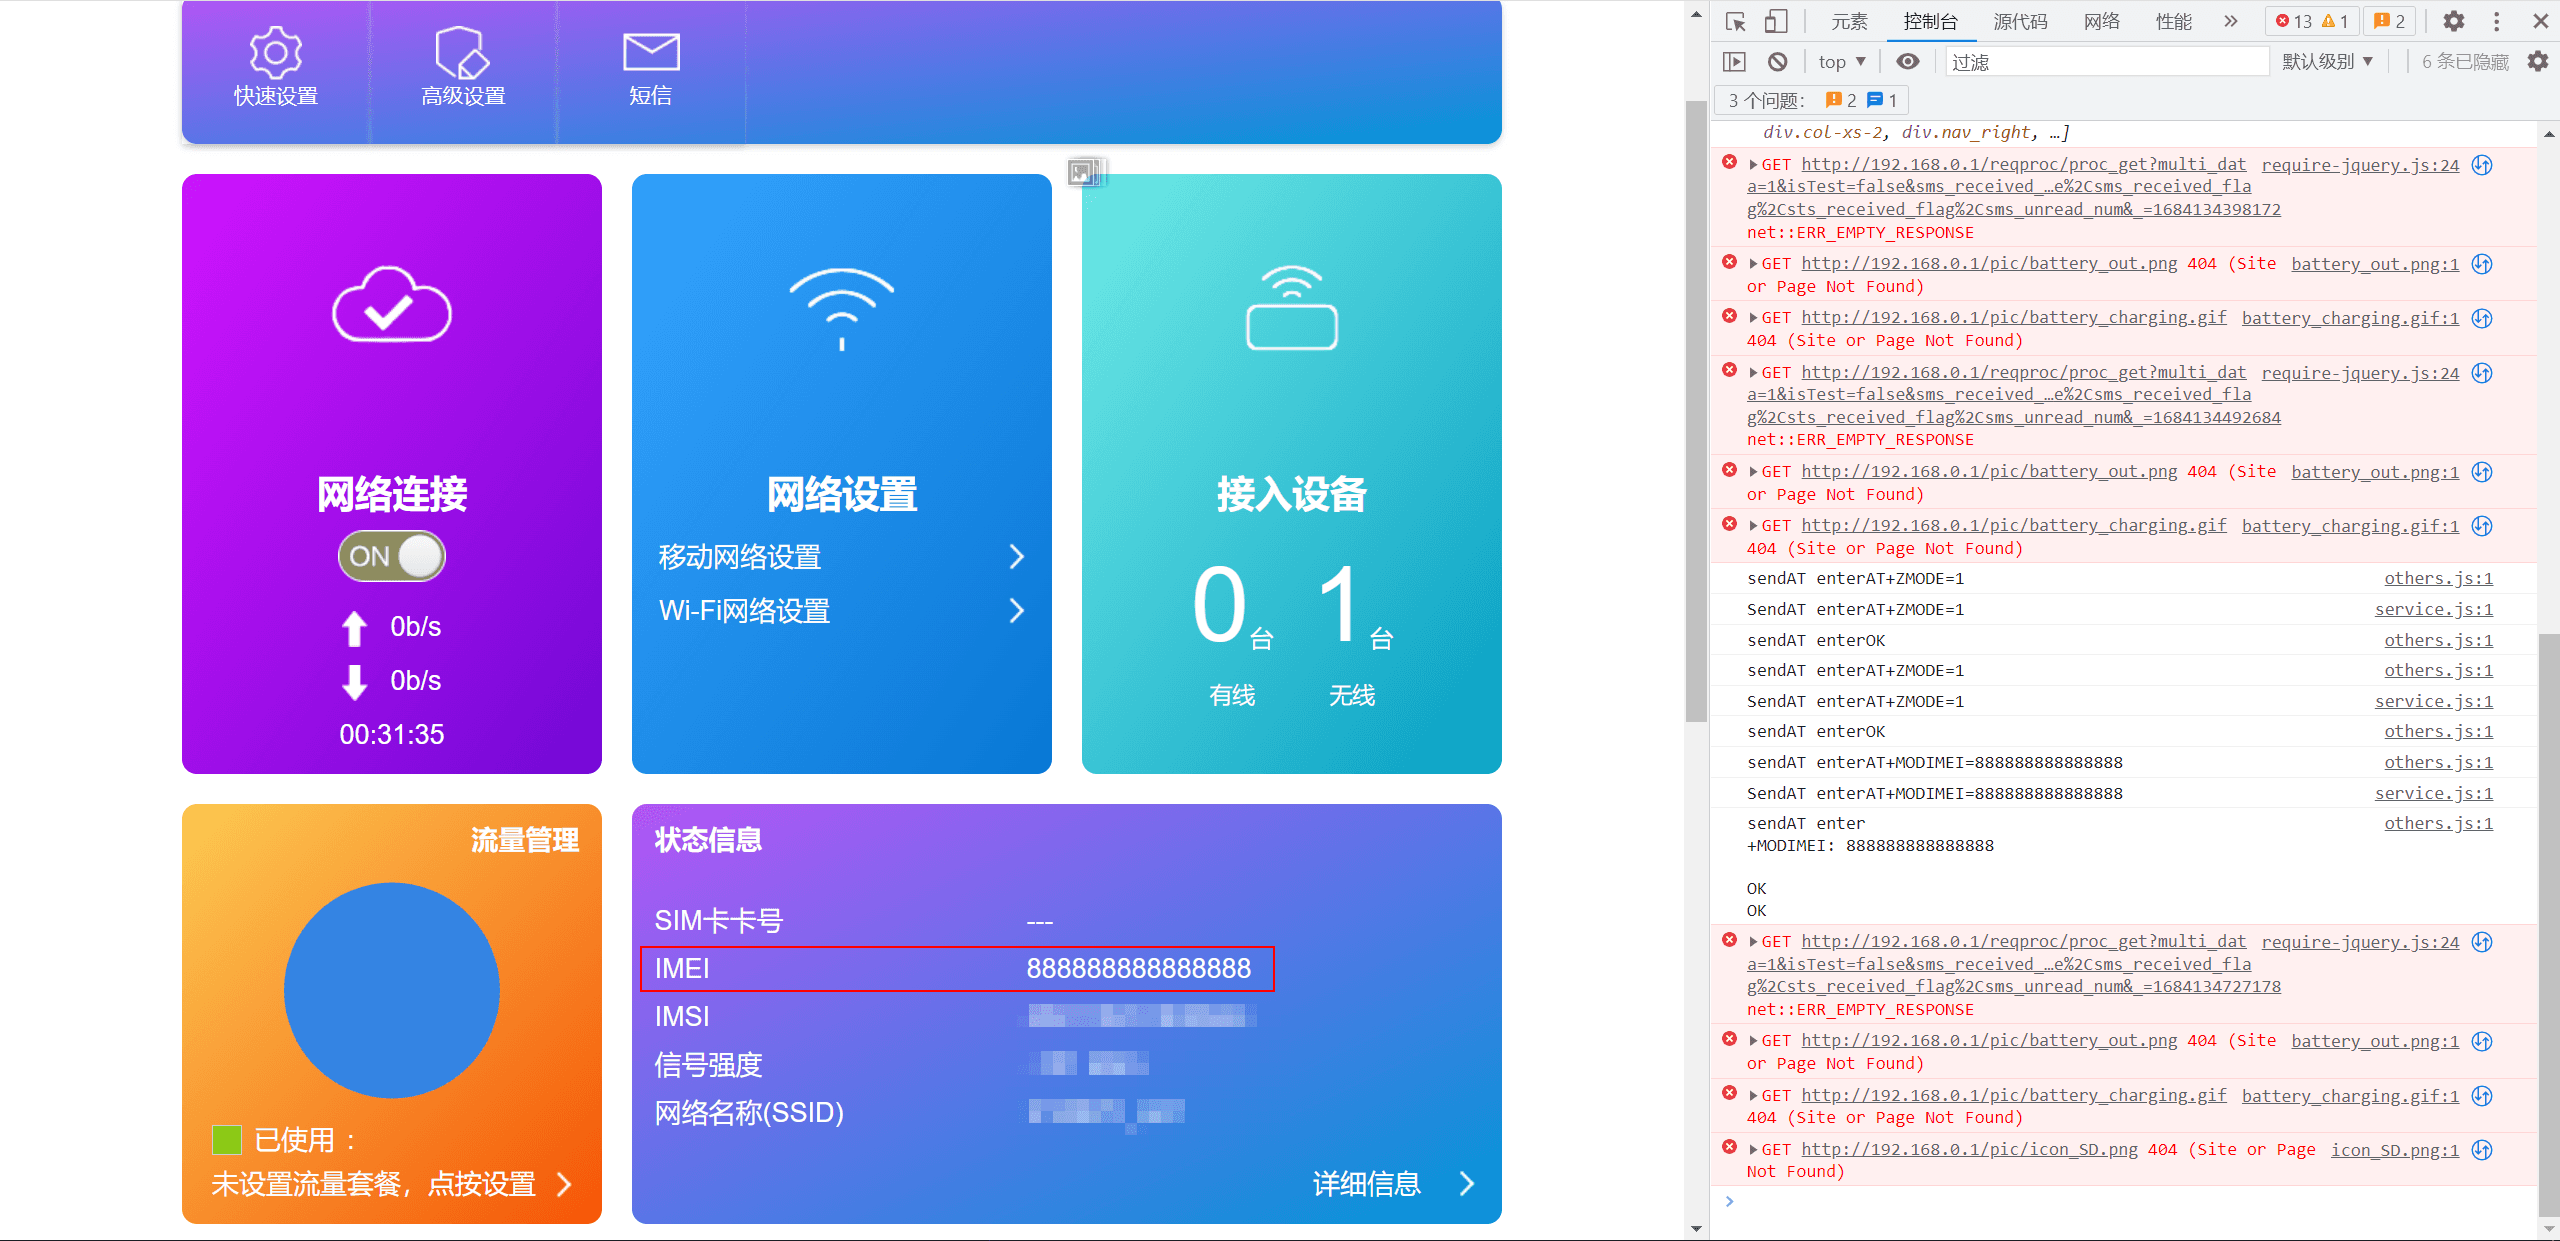 快速设置
高级设置
短信
网络连接
ON
0b/s
0b/s
00:31:35
网络设置
移动网络设置
Wi-Fi网络设置
接入设备
0台 1台
有线 无线
流量管理
已使用：
未设置流量套餐，点按设置
状态信息
SIM卡卡号 ---
IMEI 888888888888888
IMSI
信号强度
网络名称(SSID)
详细信息
元素 控制台 源代码 网络 性能 » 13 1 2
top ▼ 过滤 默认级别 ▼ 6 条已隐藏
3 个问题： 2 1
div.col-xs-2, div.nav_right, …]
GET http://192.168.0.1/reqproc/proc_get?multi_dat require-jquery.js:24
a=1&isTest=false&sms_received_…e%2Csms_received_fla
g%2Csts_received_flag%2Csms_unread_num&_=1684134398172
net::ERR_EMPTY_RESPONSE
GET http://192.168.0.1/pic/battery_out.png 404 (Site battery_out.png:1
or Page Not Found)
GET http://192.168.0.1/pic/battery_charging.gif battery_charging.gif:1
404 (Site or Page Not Found)
GET http://192.168.0.1/reqproc/proc_get?multi_dat require-jquery.js:24
a=1&isTest=false&sms_received_…e%2Csms_received_fla
g%2Csts_received_flag%2Csms_unread_num&_=1684134492684
net::ERR_EMPTY_RESPONSE
GET http://192.168.0.1/pic/battery_out.png 404 (Site battery_out.png:1
or Page Not Found)
GET http://192.168.0.1/pic/battery_charging.gif battery_charging.gif:1
404 (Site or Page Not Found)
sendAT enterAT+ZMODE=1 others.js:1
SendAT enterAT+ZMODE=1 service.js:1
sendAT enterOK others.js:1
sendAT enterAT+ZMODE=1 others.js:1
SendAT enterAT+ZMODE=1 service.js:1
sendAT enterOK others.js:1
sendAT enterAT+MODIMEI=888888888888888 others.js:1
SendAT enterAT+MODIMEI=888888888888888 service.js:1
sendAT enter others.js:1
+MODIMEI: 888888888888888
OK
OK
GET http://192.168.0.1/reqproc/proc_get?multi_dat require-jquery.js:24
a=1&isTest=false&sms_received_…e%2Csms_received_fla
g%2Csts_received_flag%2Csms_unread_num&_=1684134727178
net::ERR_EMPTY_RESPONSE
GET http://192.168.0.1/pic/battery_out.png 404 (Site battery_out.png:1
or Page Not Found)
GET http://192.168.0.1/pic/battery_charging.gif battery_charging.gif:1
404 (Site or Page Not Found)
GET http://192.168.0.1/pic/icon_SD.png 404 (Site or Page icon_SD.png:1
Not Found)